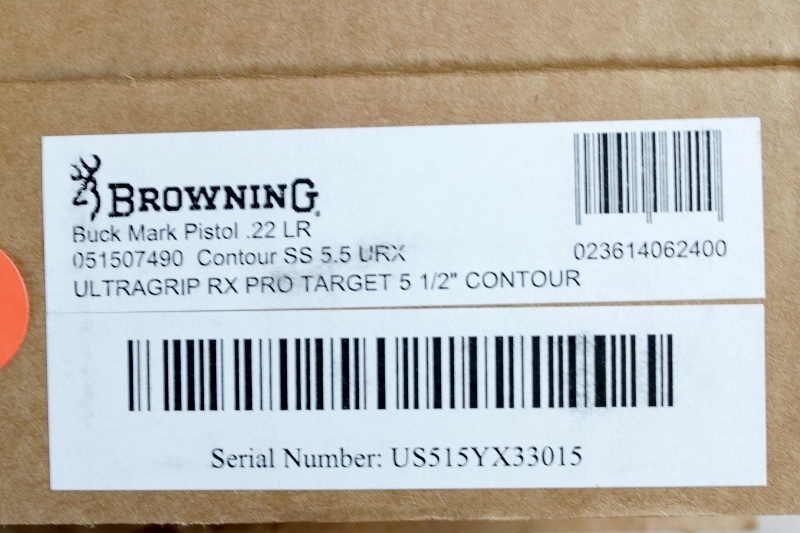 BROWNING
Buck Mark Pistol .22 LR
051507490 Contour SS 5.5 URX
023614062400
ULTRAGRIP RX PRO TARGET 5 1/2" CONTOUR
Serial Number: US515YX33015